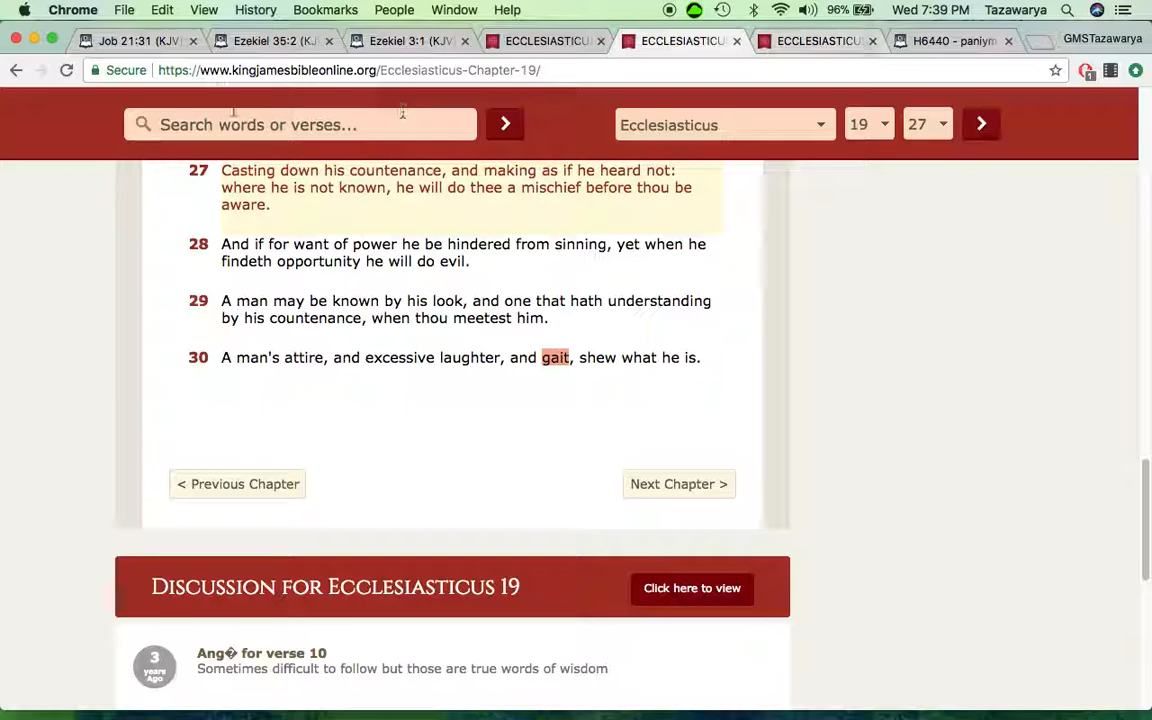 Chrome File Edit View History Bookmarks People Window Help 96% Wed 7:39 PM Tazawarya
Job 21:31 (KJV) Ezekiel 35:2 (KJV Ezekiel 3:1 (KJV) ECCLESIASTICU ECCLESIASTICU ECCLESIASTICU H6440 - paniym GMSTazawarya
Secure https://www.kingjamesbibleonline.org/Ecclesiasticus-Chapter-19/ 1
Search words or verses... Ecclesiasticus 19 27
27 Casting down his countenance, and making as if he heard not:
where he is not known, he will do thee a mischief before thou be
aware.
28 And if for want of power he be hindered from sinning, yet when he
findeth opportunity he will do evil.
29 A man may be known by his look, and one that hath understanding
by his countenance, when thou meetest him.
30 A man's attire, and excessive laughter, and gait, shew what he is.
< Previous Chapter Next Chapter >
Discussion for Ecclesiasticus 19 Click here to view
3 years Ago
Ang� for verse 10
Sometimes difficult to follow but those are true words of wisdom